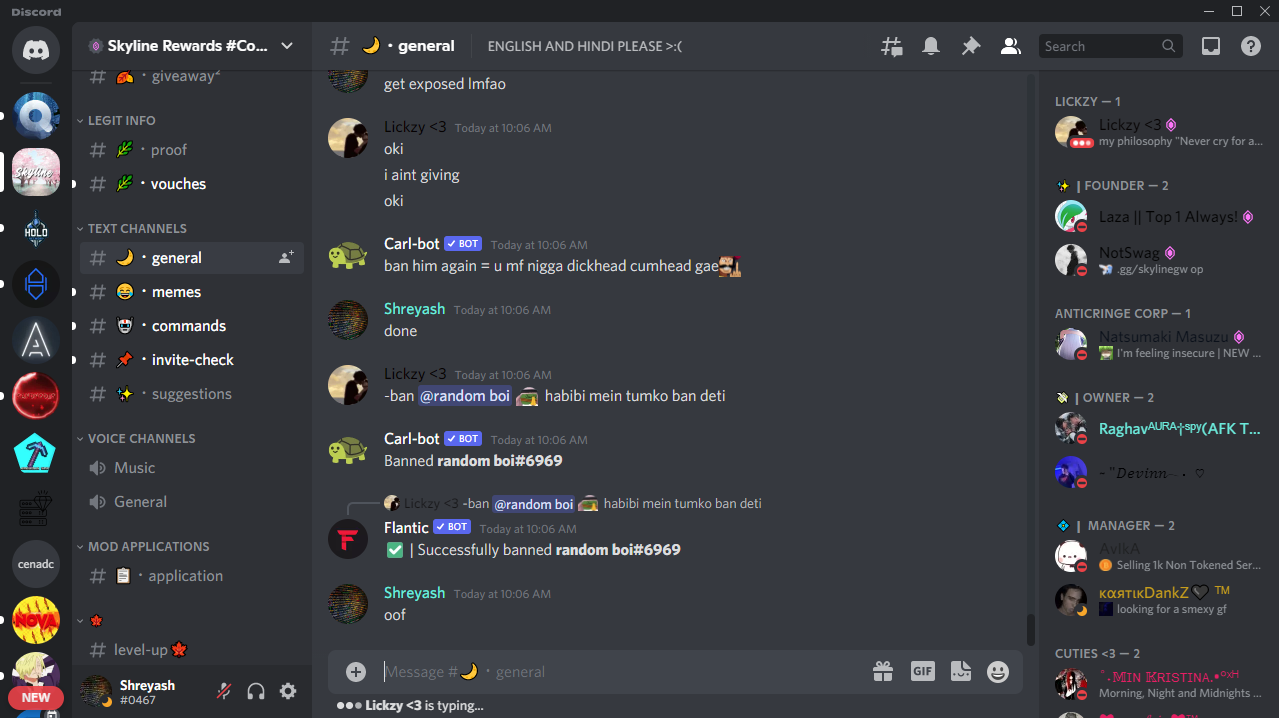 Discord
Skyline Rewards #Co...
# 🌙・general
ENGLISH AND HINDI PLEASE >:(
Search
giveaway²
LEGIT INFO
proof
vouches
TEXT CHANNELS
general
memes
commands
invite-check
suggestions
VOICE CHANNELS
Music
General
MOD APPLICATIONS
application
level-up
HOLO
cenadc
NOVA
NEW
Shreyash
#0467
get exposed lmfao
Lickzy <3 Today at 10:06 AM
oki
i aint giving
oki
Carl-bot ✓ BOT Today at 10:06 AM
ban him again = u mf nigga dickhead cumhead gae
Shreyash Today at 10:06 AM
done
Lickzy <3 Today at 10:06 AM
-ban @random boi habibi mein tumko ban deti
Carl-bot ✓ BOT Today at 10:06 AM
Banned random boi#6969
Lickzy <3 -ban @random boi habibi mein tumko ban deti
Flantic ✓ BOT Today at 10:06 AM
✅ | Successfully banned random boi#6969
Shreyash Today at 10:06 AM
oof
Message #🌙・general
GIF
Lickzy <3 is typing...
LICKZY — 1
Lickzy <3
my philosophy "Never cry for a...
✨ | FOUNDER — 2
Laza || Top 1 Always!
NotSwag
.gg/skylinegw op
ANTICRINGE CORP — 1
Natsumaki Masuzu
I'm feeling insecure | NEW ...
| OWNER — 2
Raghavᴬᵁᴿᴬ⸸ˢᵖʸ(AFK T...
~ "𝘋𝘦𝘷𝘪𝘯𝘯 ﹏ • ♡
| MANAGER — 2
AvIkA
Selling 1k Non Tokened Ser...
καятιкDankZ🖤 ™
looking for a smexy gf
CUTIES <3 — 2
˚₊𝕄IN 𝕂RISTINA.•ᵒˣᴴ
Morning, Night and Midnights ...